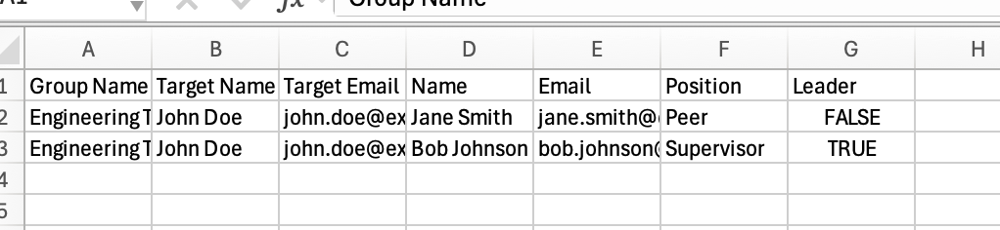 A1 fx Group Name
A B C D E F G H
1 Group Name Target Name Target Email Name Email Position Leader
2 Engineering T John Doe john.doe@ex Jane Smith jane.smith@ Peer FALSE
3 Engineering T John Doe john.doe@ex Bob Johnson bob.johnson@ Supervisor TRUE
4
5